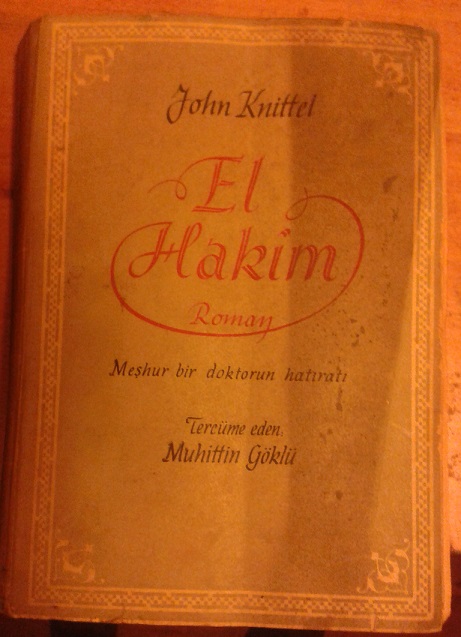 John Knittel
El
Hakim
Roman
Meşhur bir doktorun hatıratı
Tercüme eden,
Muhittin Göklü